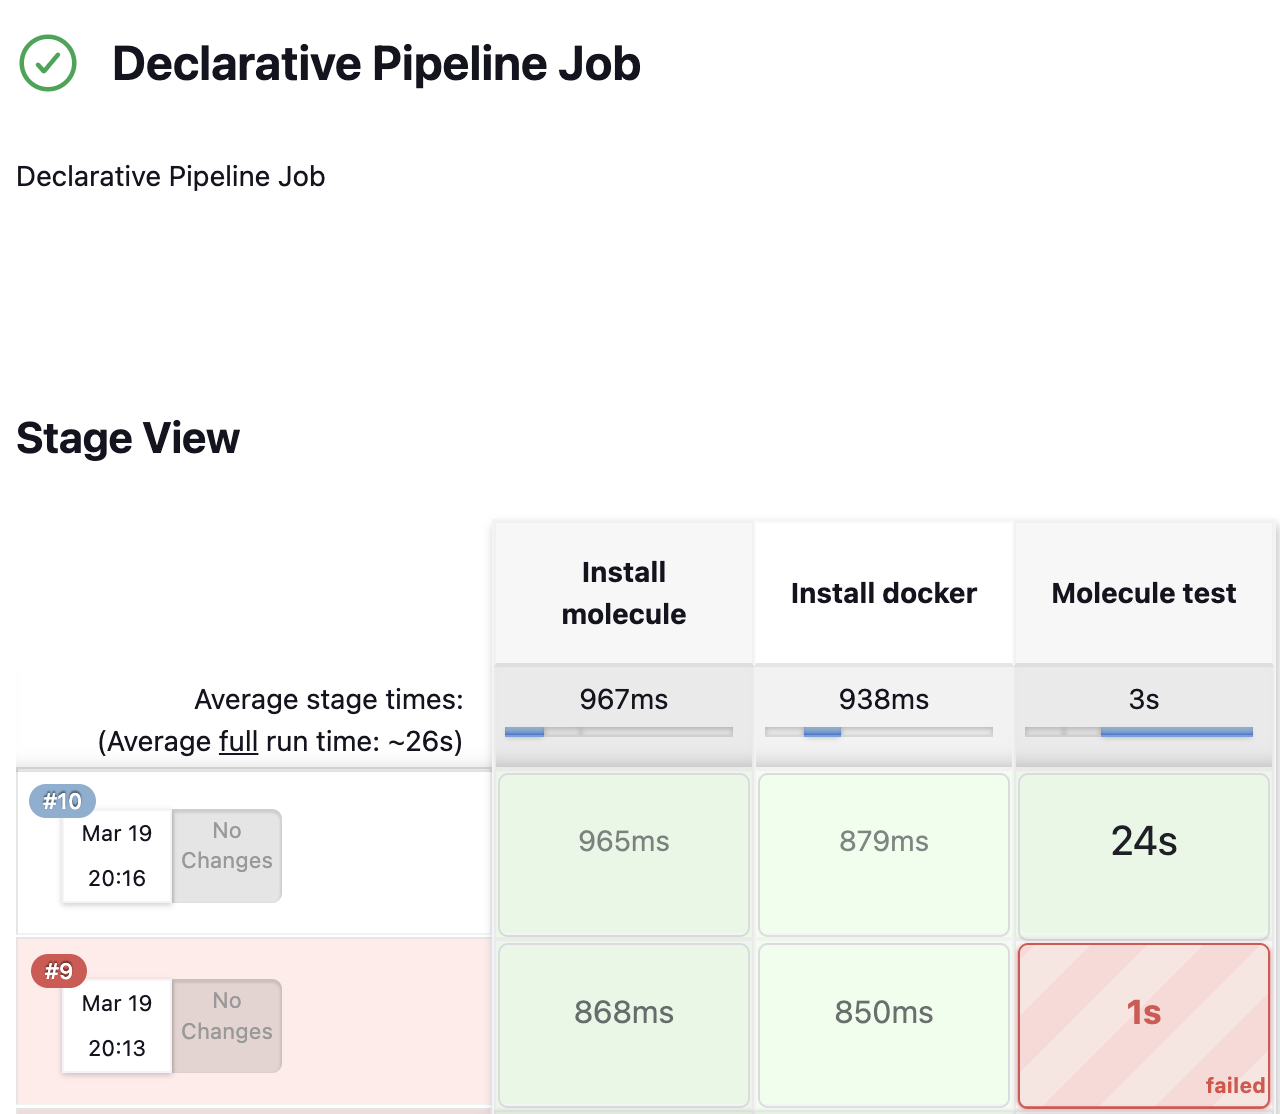 Declarative Pipeline Job
Declarative Pipeline Job
Stage View
Install
molecule
Install docker
Molecule test
Average stage times:
(Average full run time: ~26s)
967ms
938ms
3s
#10
Mar 19
20:16
No
Changes
965ms
879ms
24s
#9
Mar 19
20:13
No
Changes
868ms
850ms
1s
failed